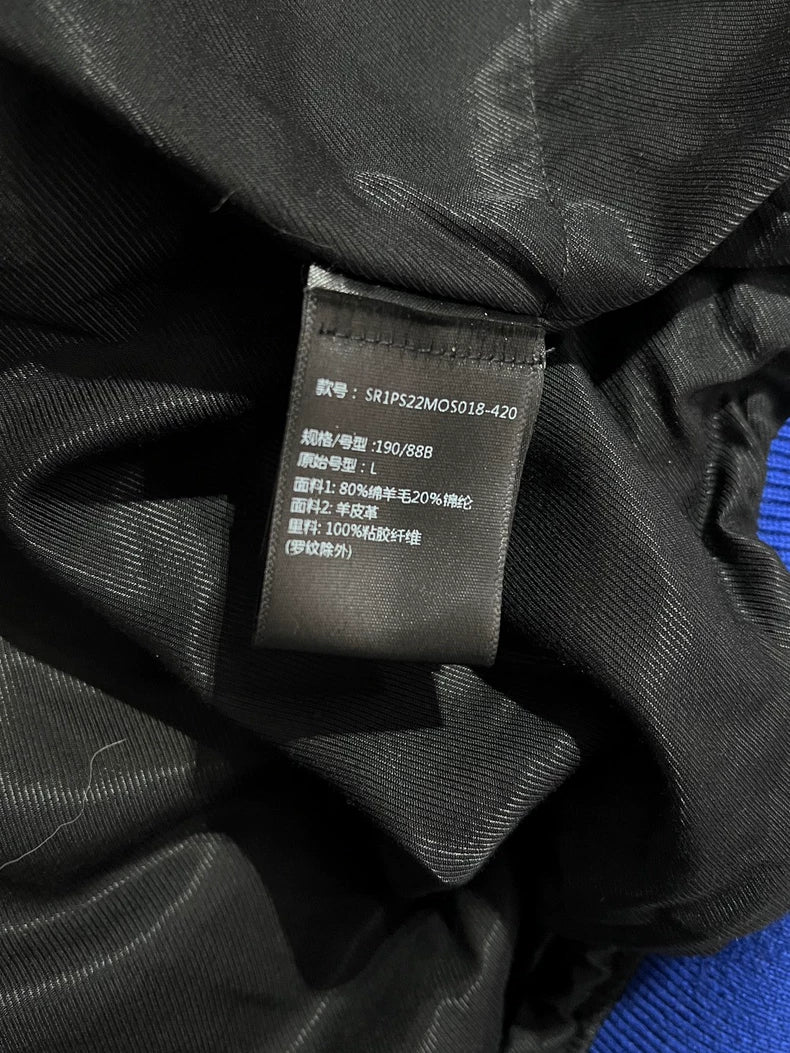 款号：SR1PS22MOS018-420
规格/号型:190/88B
原始号型：L
面料1: 80%绵羊毛20%锦纶
面料2: 羊皮革
里料: 100%粘胶纤维
(罗纹除外)